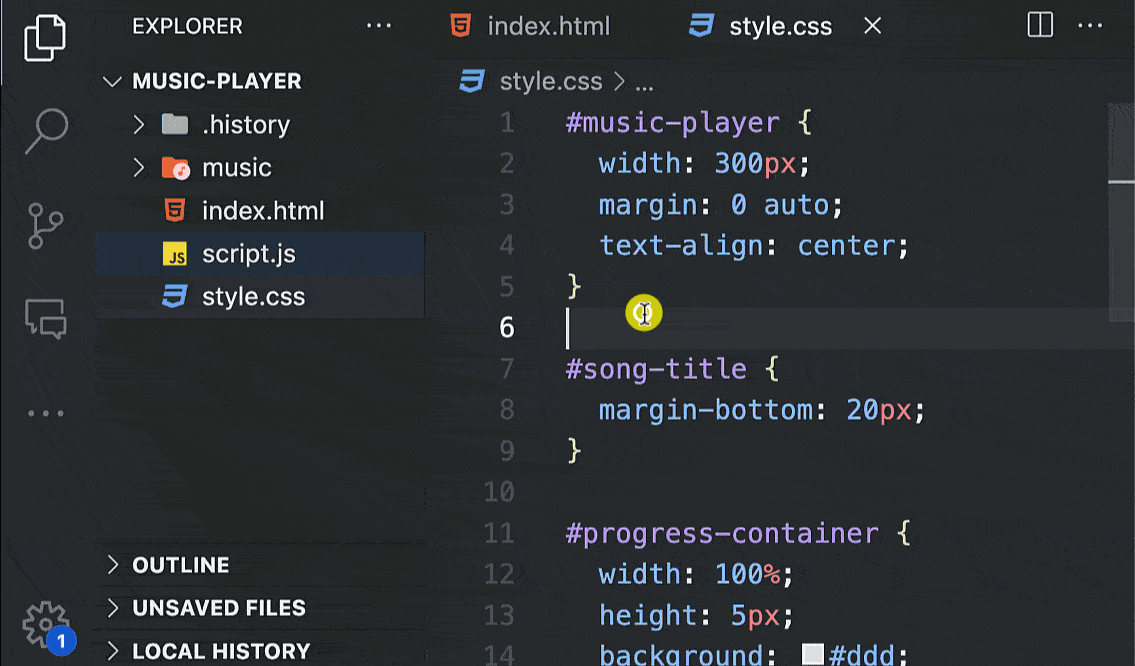 EXPLORER
MUSIC-PLAYER
.history
music
index.html
JS script.js
style.css
OUTLINE
UNSAVED FILES
LOCAL HISTORY
1
index.html
style.css
style.css > ...
1 #music-player {
2 width: 300px;
3 margin: 0 auto;
4 text-align: center;
5 }
6
7 #song-title {
8 margin-bottom: 20px;
9 }
10
11 #progress-container {
12 width: 100%;
13 height: 5px;
14 background: #ddd;